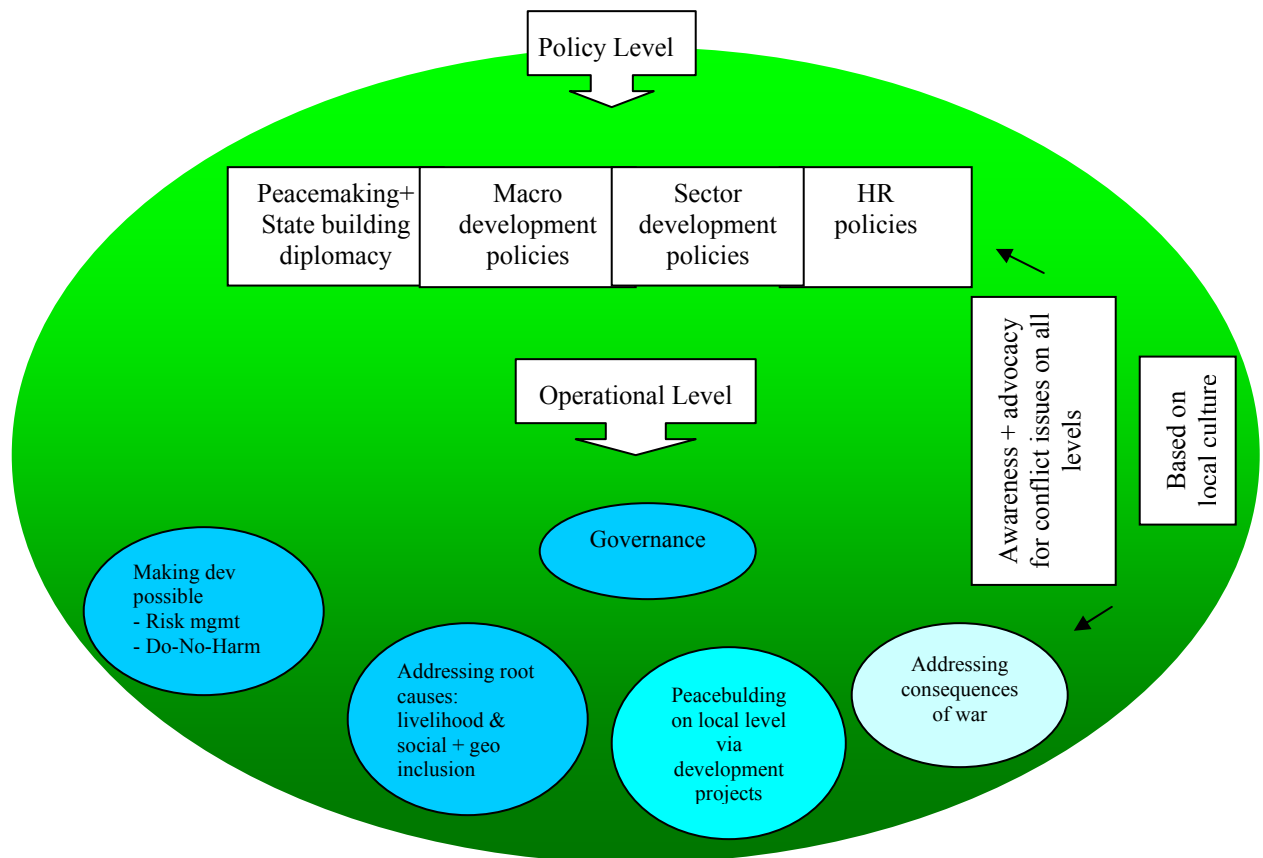 Policy Level
Peacemaking+
State building
diplomacy
Macro
development
policies
Sector
development
policies
HR
policies
Operational Level
Awareness + advocacy
for conflict issues on all
levels
Based on
local culture
Governance
Making dev
possible
- Risk mgmt
- Do-No-Harm
Addressing root
causes:
livelihood &
social + geo
inclusion
Peacebulding
on local level
via
development
projects
Addressing
consequences
of war